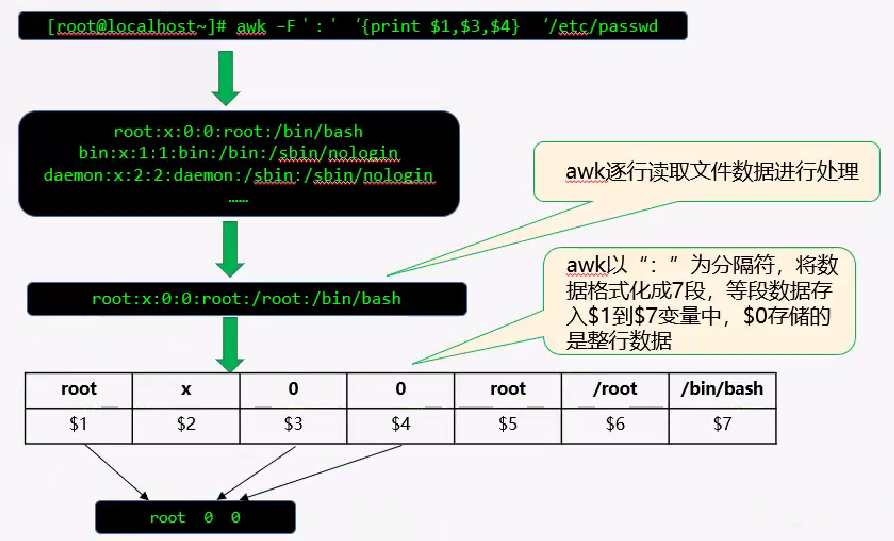 [root@localhost~]# awk -F ' : ' ‘{print $1,$3,$4} ‘/etc/passwd
root:x:0:0:root:/bin/bash
bin:x:1:1:bin:/bin:/sbin/nologin
daemon:x:2:2:daemon:/sbin:/sbin/nologin
……
awk逐行读取文件数据进行处理
root:x:0:0:root:/root:/bin/bash
awk以“：”为分隔符，将数
据格式化成7段，等段数据存
入$1到$7变量中，$0存储的
是整行数据
root x 0 0 root /root /bin/bash
$1 $2 $3 $4 $5 $6 $7
root 0 0